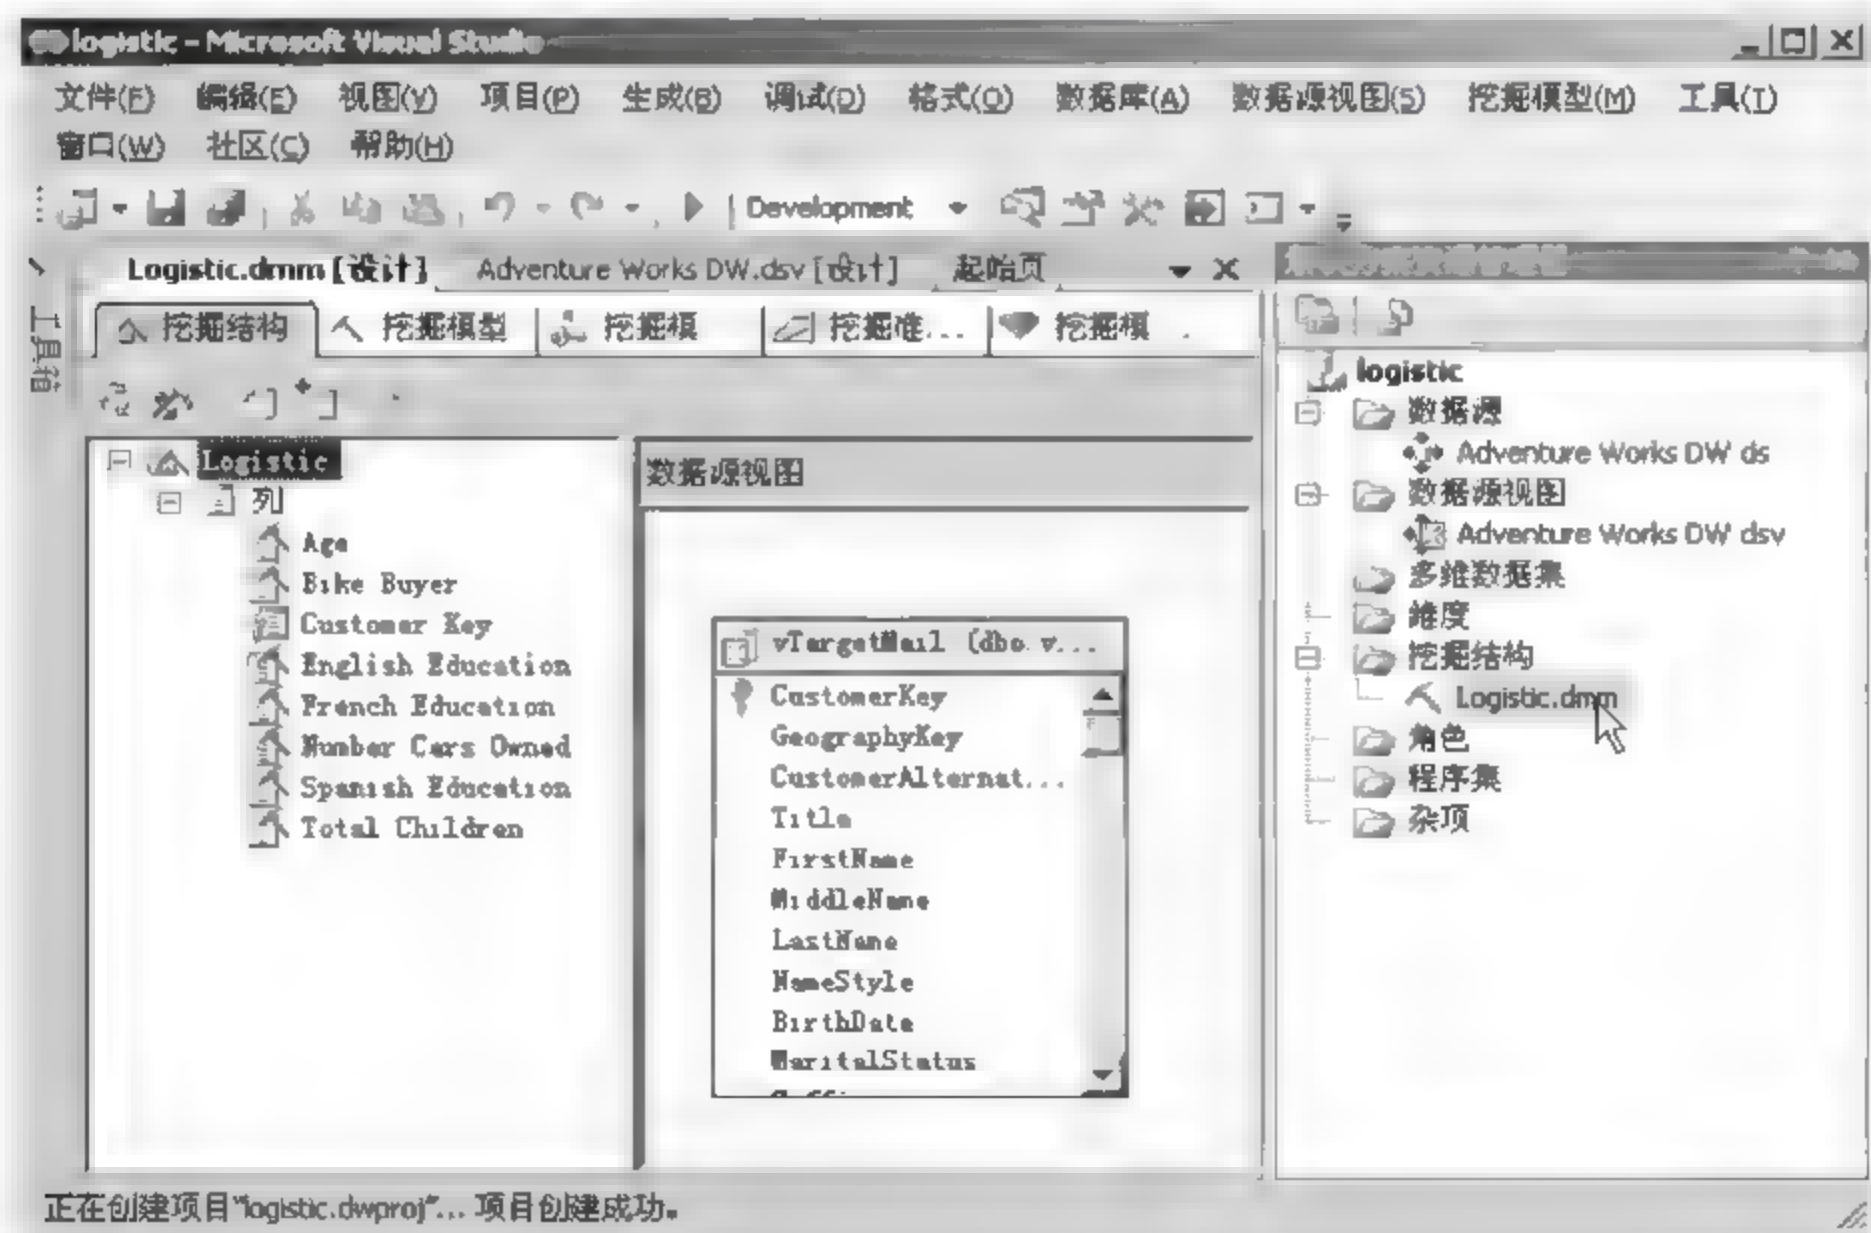 logistic - Microsoft Visual Studio
文件(F) 编辑(E) 视图(V) 项目(P) 生成(B) 调试(D) 格式(O) 数据库(A) 数据源视图(S) 挖掘模型(M) 工具(T)
窗口(W) 社区(C) 帮助(H)
Development
Logistic.dmm [设计] Adventure Works DW.dsv [设计] 起始页
工具箱
挖掘结构 挖掘模型 挖掘模 挖掘准... 挖掘模
Logistic
列
Age
Bike Buyer
Customer Key
English Education
French Education
Number Cars Owned
Spanish Education
Total Children
数据源视图
vTargetMail (dbo.v...
CustomerKey
GeographyKey
CustomerAlternat...
Title
FirstName
MiddleName
LastName
NameStyle
BirthDate
MaritalStatus
logistic
数据源
Adventure Works DW ds
数据源视图
Adventure Works DW dsv
多维数据集
维度
挖掘结构
Logistic.dmm
角色
程序集
杂项
正在创建项目"logistic.dwproj"... 项目创建成功。